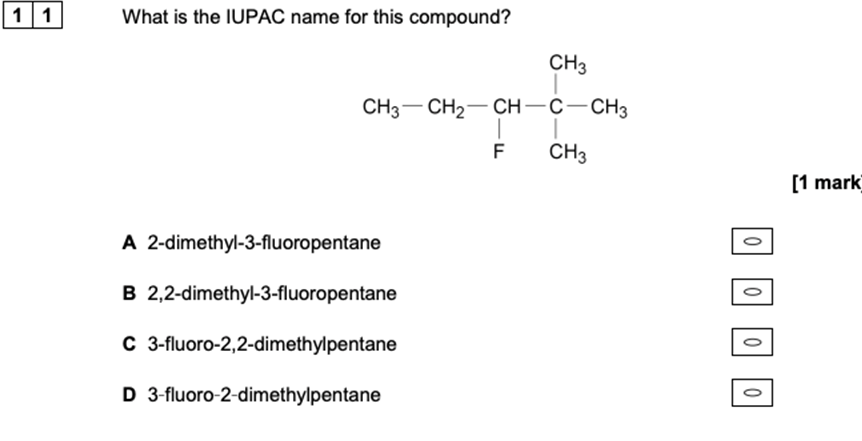 1 1 What is the IUPAC name for this compound?
CH3
CH3 — CH2 — CH — C — CH3
F CH3
[1 mark]
A 2-dimethyl-3-fluoropentane
B 2,2-dimethyl-3-fluoropentane
C 3-fluoro-2,2-dimethylpentane
D 3-fluoro-2-dimethylpentane